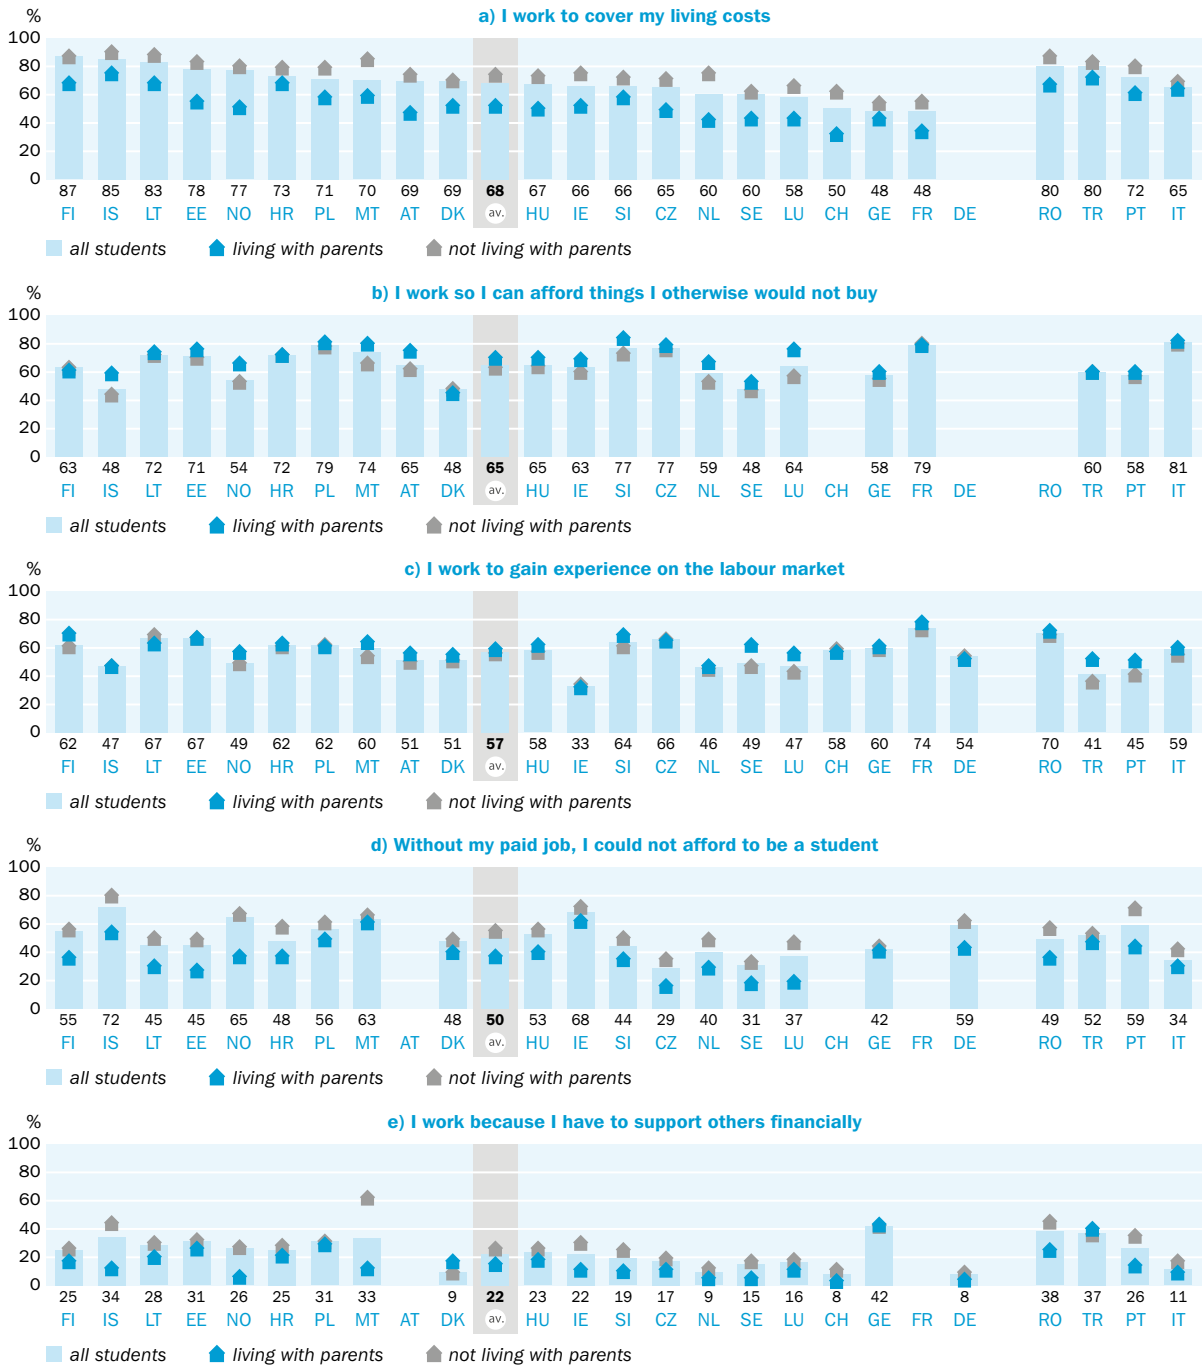 % a) I work to cover my living costs
100
80
60
40
20
0
87 85 83 78 77 73 71 70 69 69 68 67 66 66 65 60 60 58 50 48 48 80 80 72 65
FI IS LT EE NO HR PL MT AT DK av. HU IE SI CZ NL SE LU CH GE FR DE RO TR PT IT
all students living with parents not living with parents
% b) I work so I can afford things I otherwise would not buy
100
80
60
40
20
0
63 48 72 71 54 72 79 74 65 48 65 65 63 77 77 59 48 64 58 79 60 58 81
FI IS LT EE NO HR PL MT AT DK av. HU IE SI CZ NL SE LU CH GE FR DE RO TR PT IT
all students living with parents not living with parents
% c) I work to gain experience on the labour market
100
80
60
40
20
0
62 47 67 67 49 62 62 60 51 51 57 58 33 64 66 46 49 47 58 60 74 54 70 41 45 59
FI IS LT EE NO HR PL MT AT DK av. HU IE SI CZ NL SE LU CH GE FR DE RO TR PT IT
all students living with parents not living with parents
% d) Without my paid job, I could not afford to be a student
100
80
60
40
20
0
55 72 45 45 65 48 56 63 48 50 53 68 44 29 40 31 37 42 59 49 52 59 34
FI IS LT EE NO HR PL MT AT DK av. HU IE SI CZ NL SE LU CH GE FR DE RO TR PT IT
all students living with parents not living with parents
% e) I work because I have to support others financially
100
80
60
40
20
0
25 34 28 31 26 25 31 33 9 22 23 22 19 17 9 15 16 8 42 8 38 37 26 11
FI IS LT EE NO HR PL MT AT DK av. HU IE SI CZ NL SE LU CH GE FR DE RO TR PT IT
all students living with parents not living with parents